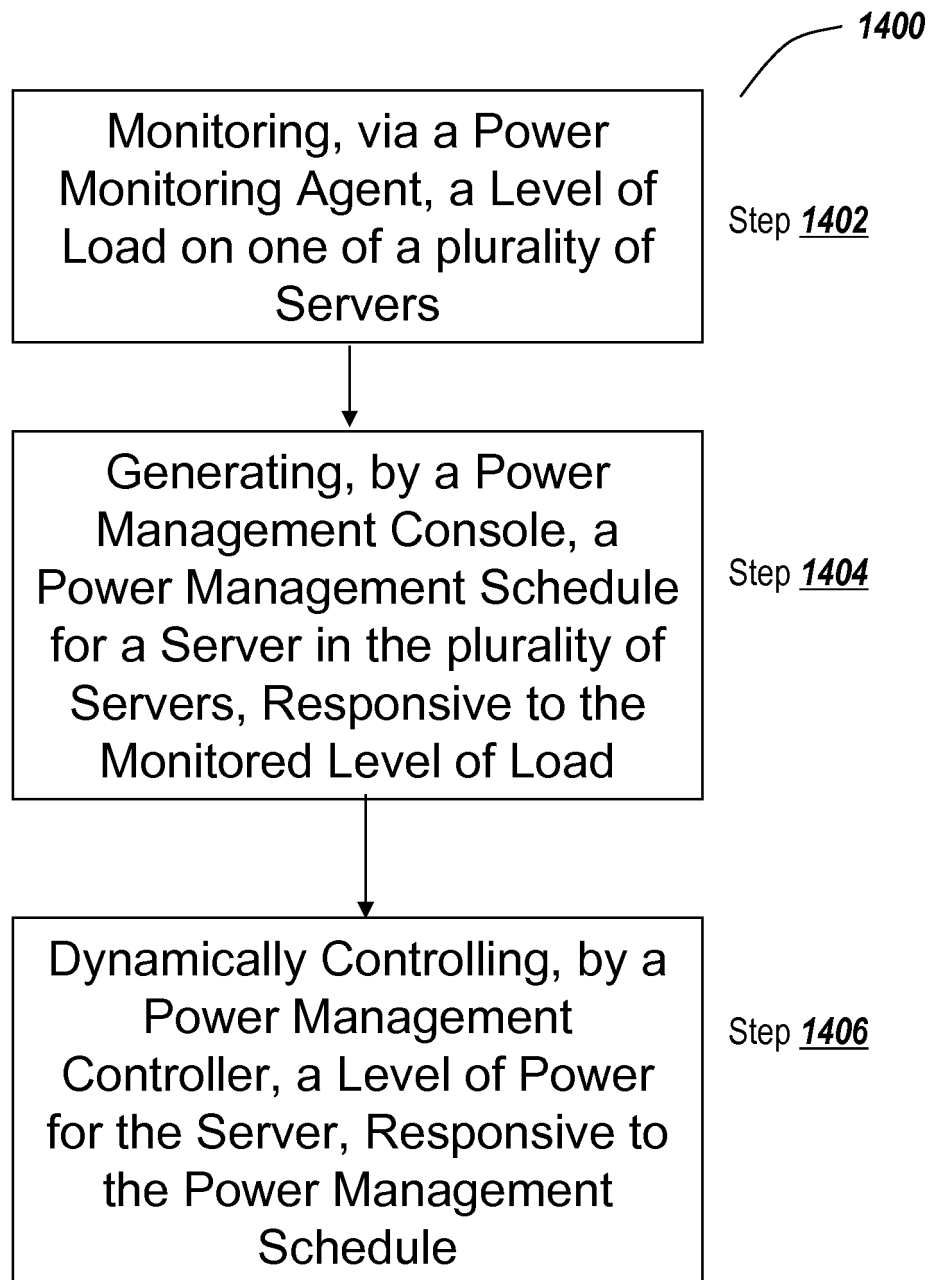 1400
Monitoring, via a Power
Monitoring Agent, a Level of
Load on one of a plurality of
Servers
Step 1402
Generating, by a Power
Management Console, a
Power Management Schedule
for a Server in the plurality of
Servers, Responsive to the
Monitored Level of Load
Step 1404
Dynamically Controlling, by a
Power Management
Controller, a Level of Power
for the Server, Responsive to
the Power Management
Schedule
Step 1406